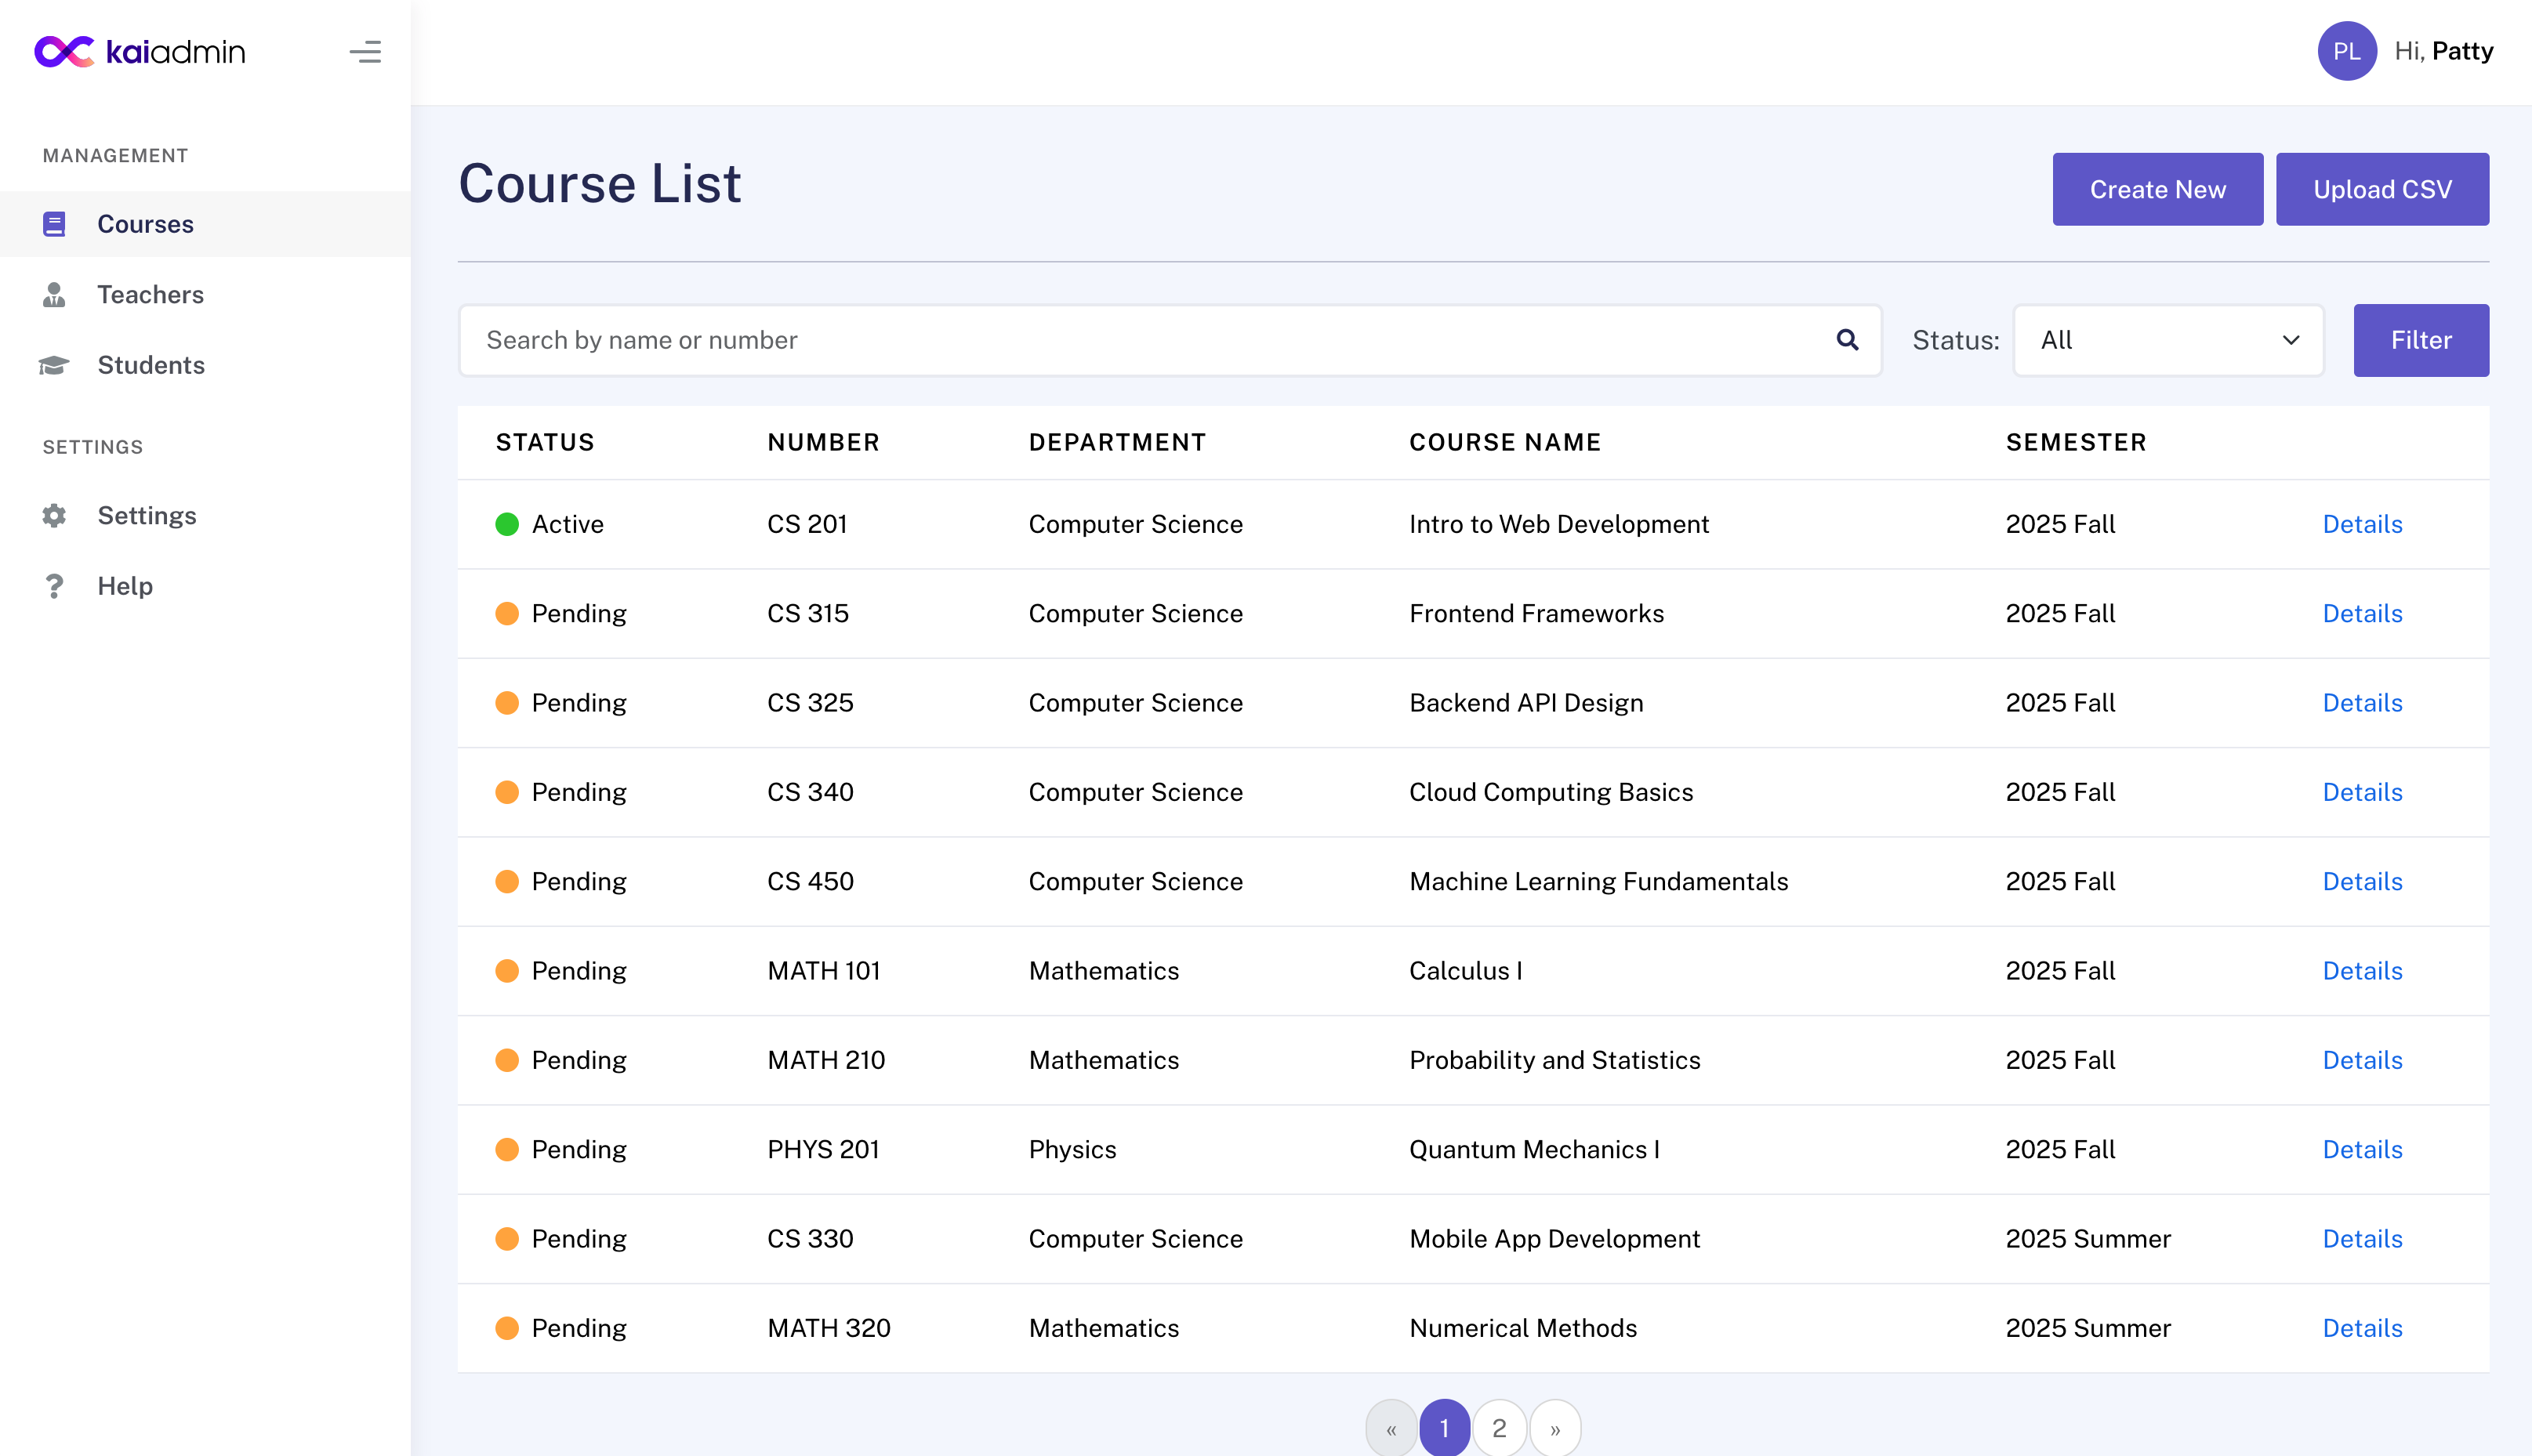 kaiadmin
PL Hi, Patty
MANAGEMENT
Courses
Teachers
Students
SETTINGS
Settings
Help
Course List
Create New Upload CSV
Search by name or number Status: All Filter
STATUS NUMBER DEPARTMENT COURSE NAME SEMESTER
Active CS 201 Computer Science Intro to Web Development 2025 Fall Details
Pending CS 315 Computer Science Frontend Frameworks 2025 Fall Details
Pending CS 325 Computer Science Backend API Design 2025 Fall Details
Pending CS 340 Computer Science Cloud Computing Basics 2025 Fall Details
Pending CS 450 Computer Science Machine Learning Fundamentals 2025 Fall Details
Pending MATH 101 Mathematics Calculus I 2025 Fall Details
Pending MATH 210 Mathematics Probability and Statistics 2025 Fall Details
Pending PHYS 201 Physics Quantum Mechanics I 2025 Fall Details
Pending CS 330 Computer Science Mobile App Development 2025 Summer Details
Pending MATH 320 Mathematics Numerical Methods 2025 Summer Details
« 1 2 »